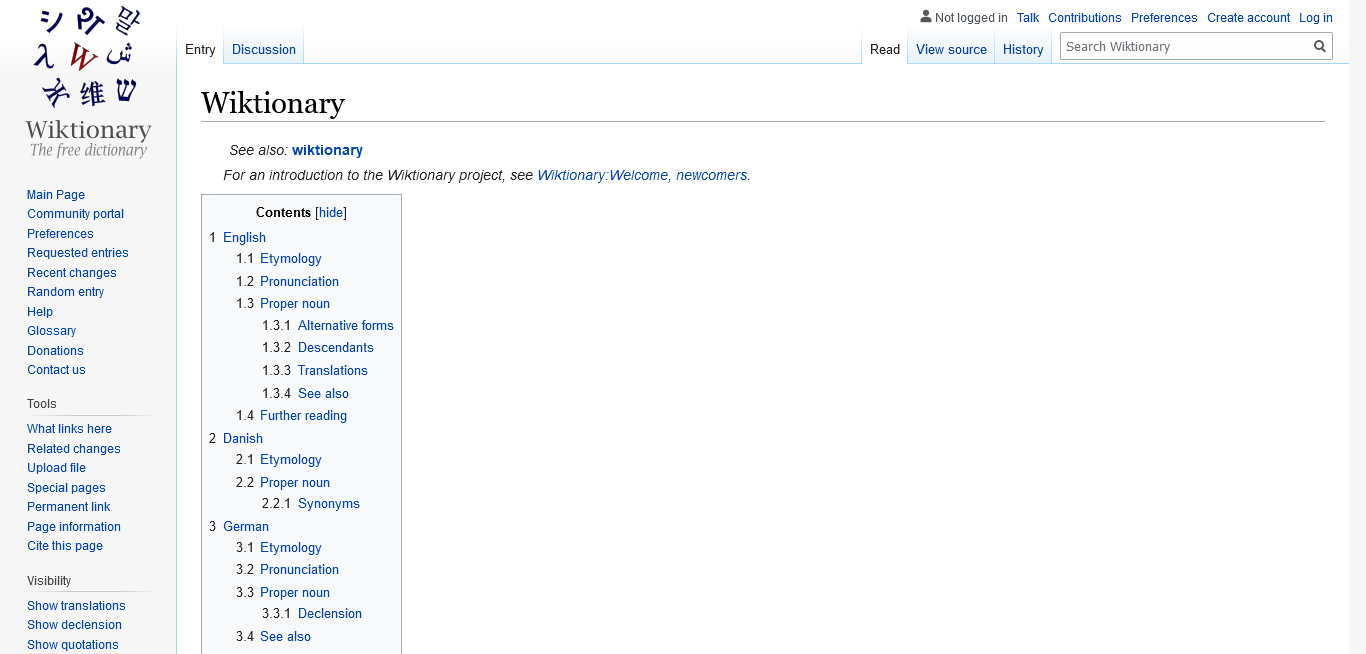 シ ア 말
λ W ش
शु 维 ש
Wiktionary
The free dictionary
Main Page
Community portal
Preferences
Requested entries
Recent changes
Random entry
Help
Glossary
Donations
Contact us
Tools
What links here
Related changes
Upload file
Special pages
Permanent link
Page information
Cite this page
Visibility
Show translations
Show declension
Show quotations
Not logged in Talk Contributions Preferences Create account Log in
Entry Discussion Read View source History Search Wiktionary
Wiktionary
See also: wiktionary
For an introduction to the Wiktionary project, see Wiktionary:Welcome, newcomers.
Contents [hide]
1 English
1.1 Etymology
1.2 Pronunciation
1.3 Proper noun
1.3.1 Alternative forms
1.3.2 Descendants
1.3.3 Translations
1.3.4 See also
1.4 Further reading
2 Danish
2.1 Etymology
2.2 Proper noun
2.2.1 Synonyms
3 German
3.1 Etymology
3.2 Pronunciation
3.3 Proper noun
3.3.1 Declension
3.4 See also